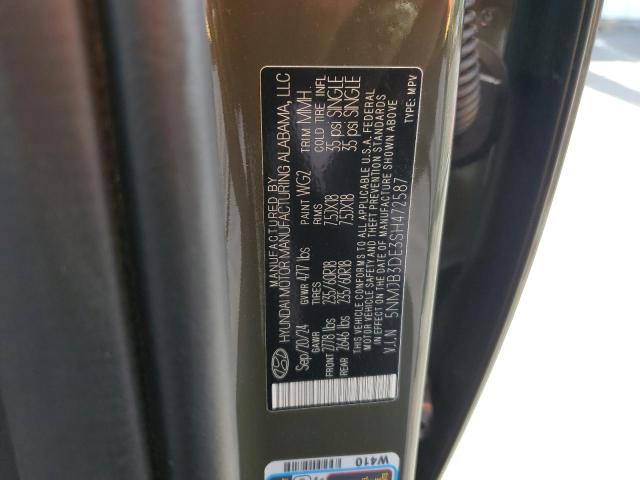 MANUFACTURED BY
HYUNDAI MOTOR MANUFACTURING ALABAMA, LLC
Sep/20/24 GVWR 4717 lbs PAINT WG2 TRIM MMH
GAWR TIRES RIMS COLD TIRE INFL
FRONT 2778 lbs 235/60R18 7.5JX18 35 psi SINGLE
REAR 2646 lbs 235/60R18 7.5JX18 35 psi SINGLE
THIS VEHICLE CONFORMS TO ALL APPLICABLE U.S.A. FEDERAL
MOTOR VEHICLE SAFETY AND THEFT PREVENTION STANDARDS
IN EFFECT ON THE DATE OF MANUFACTURE SHOWN ABOVE
V.I.N 5NMJB3DE3SH472587 TYPE: MPV
W410